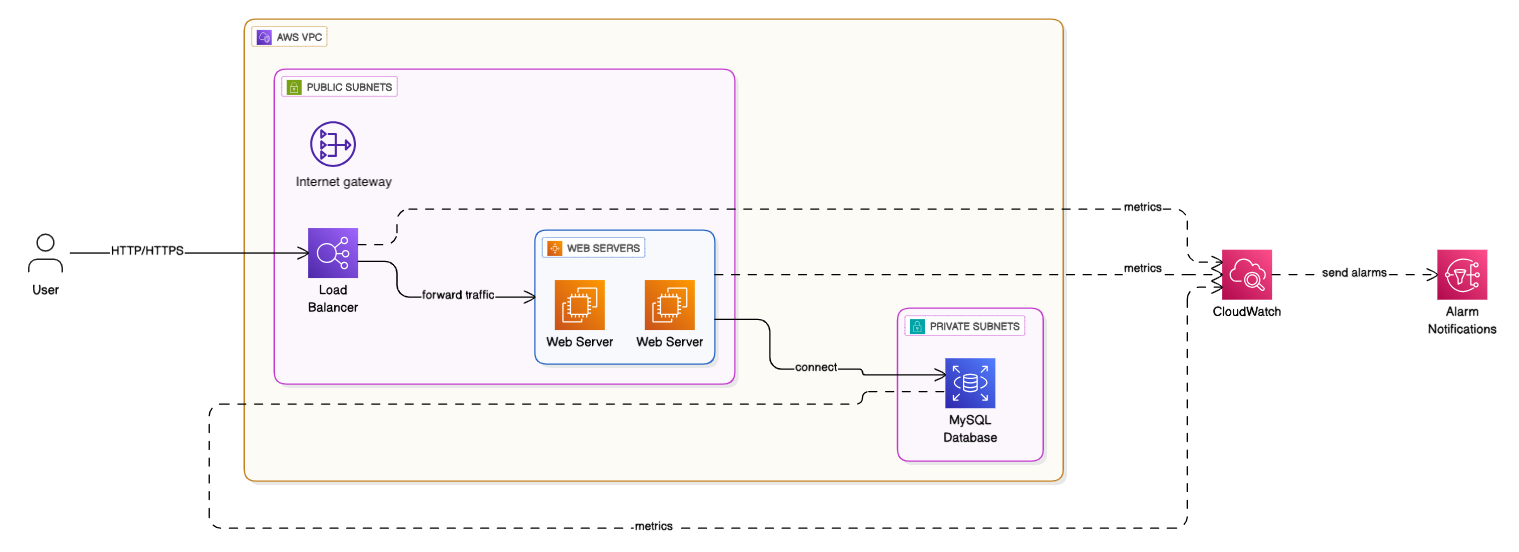 AWS VPC
PUBLIC SUBNETS
Internet gateway
metrics
HTTP/HTTPS
WEB SERVERS
User
Load
Balancer
forward traffic
metrics
send alarms
CloudWatch
Alarm
Notifications
Web Server
Web Server
PRIVATE SUBNETS
connect
MySQL
Database
metrics